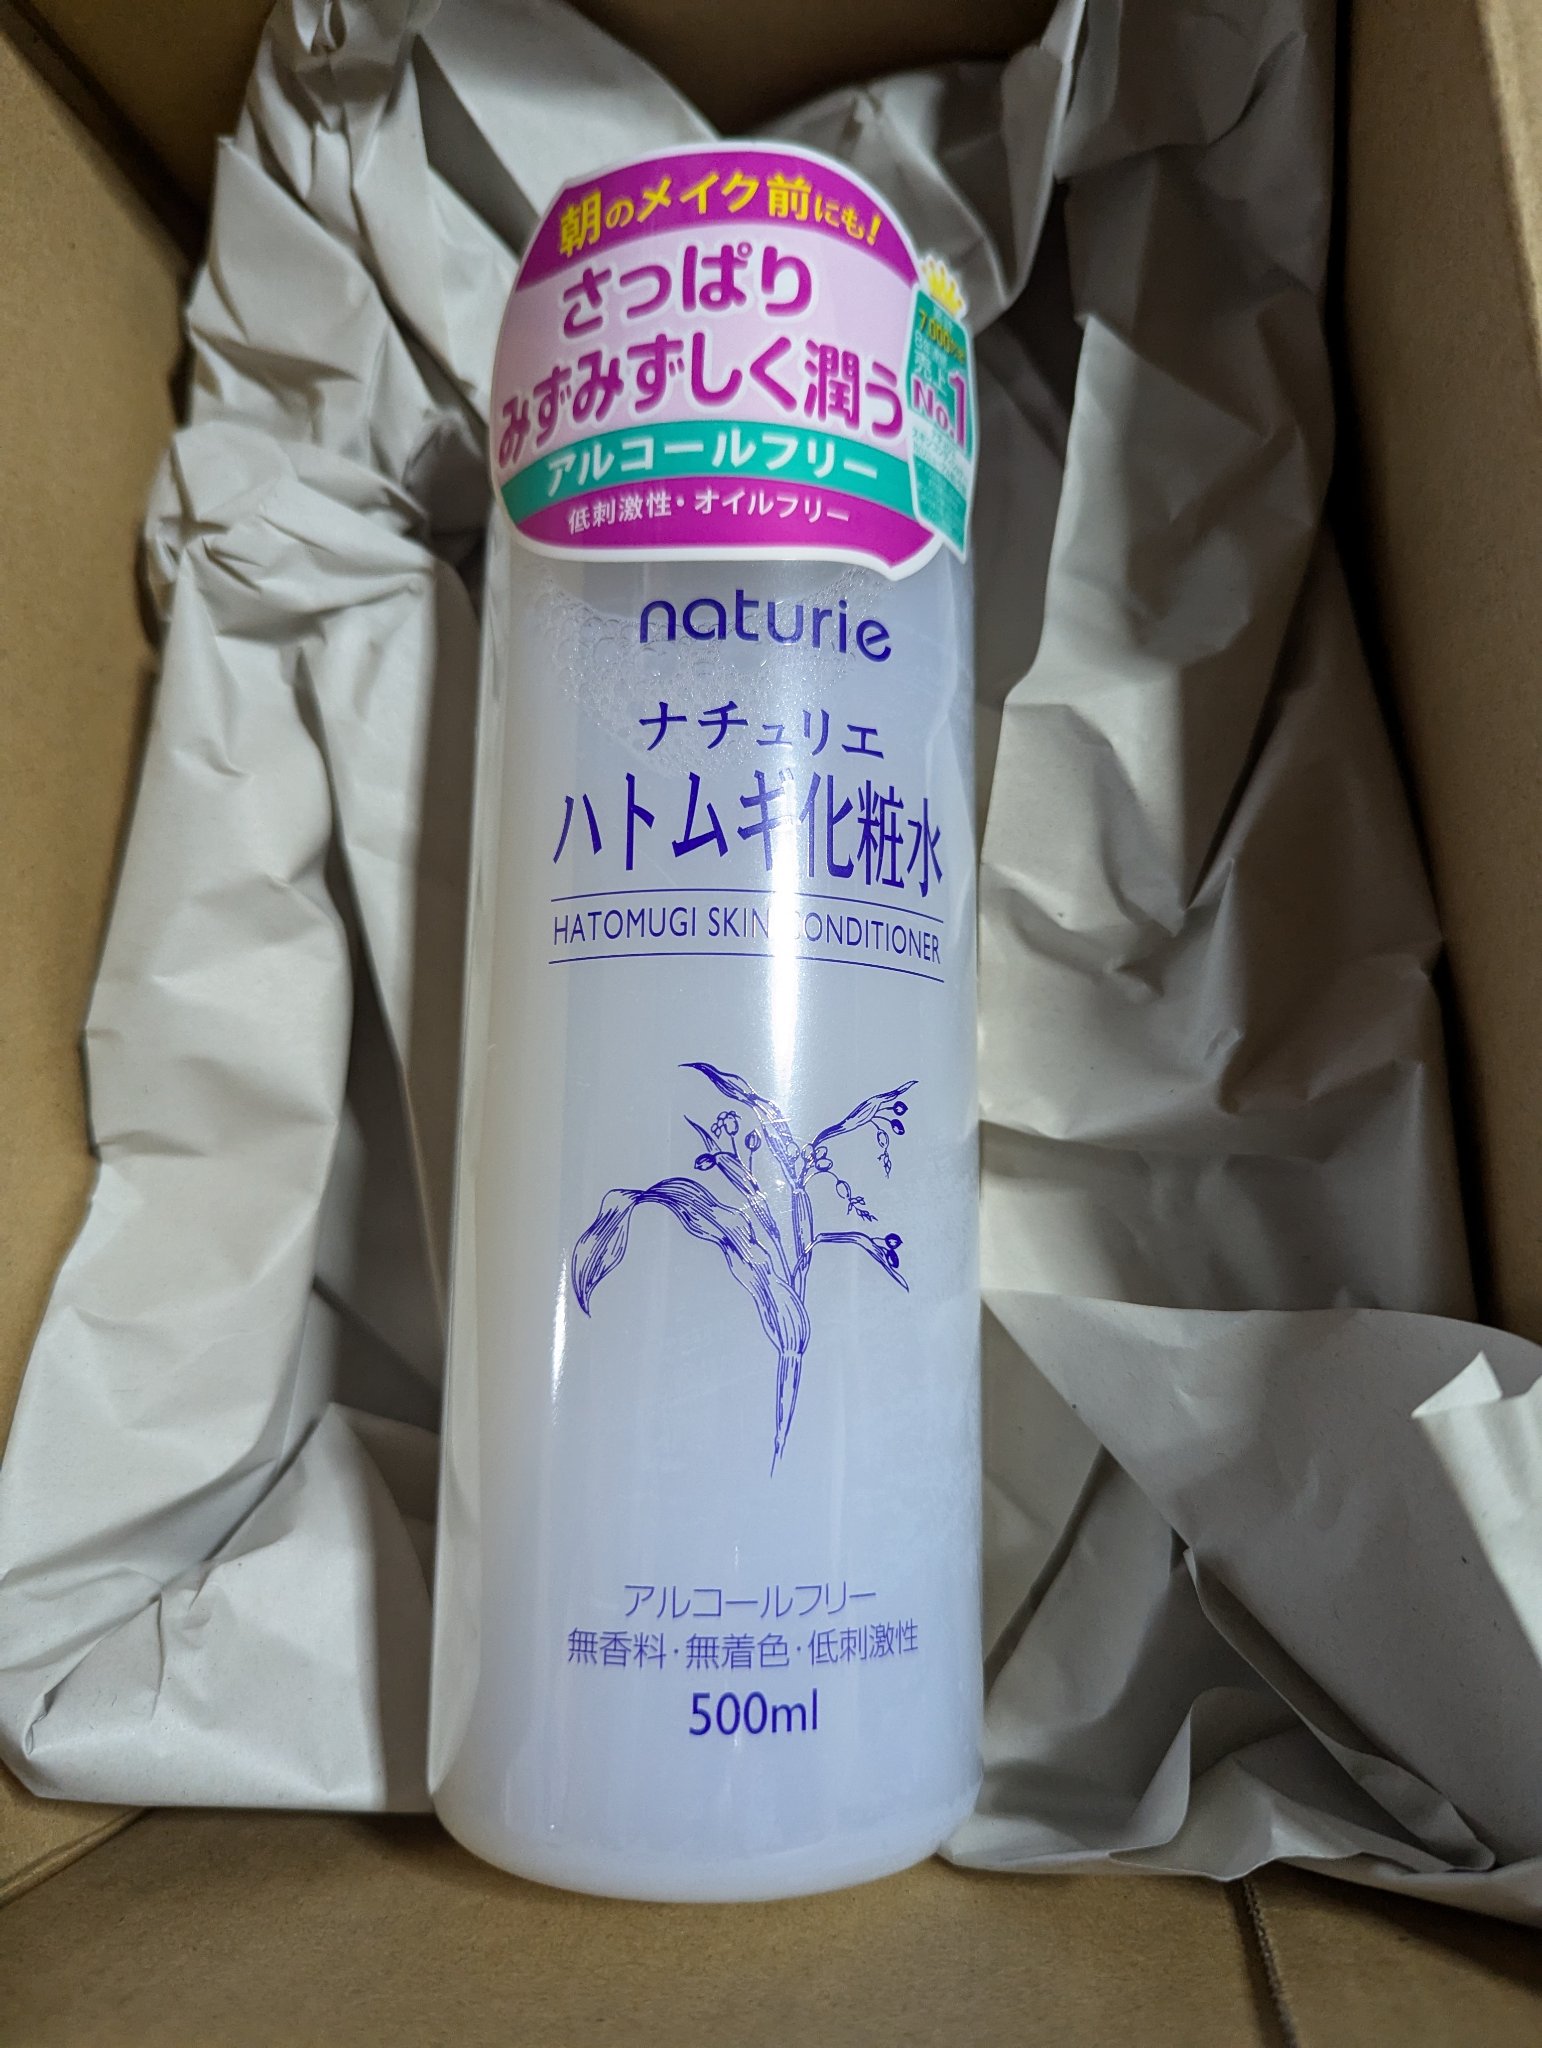 朝のメイク前にも!
さっぱり
みずみずしく潤う
アルコールフリー
低刺激性・オイルフリー
7,000
No.1
naturie
ナチュリエ
ハトムギ化粧水
HATOMUGI SKIN CONDITIONER
アルコールフリー
無香料・無着色・低刺激性
500ml